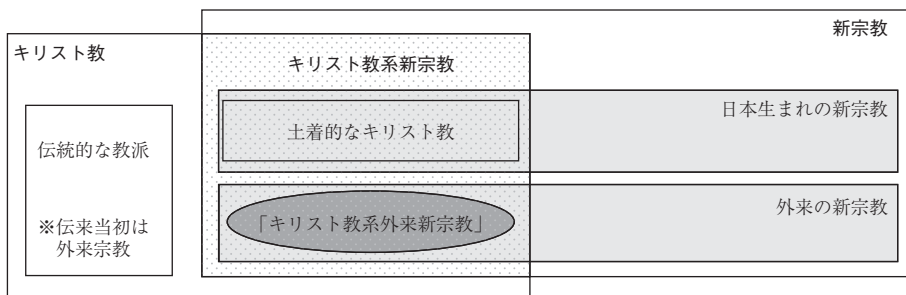 新宗教
キリスト教
キリスト教系新宗教
日本生まれの新宗教
土着的なキリスト教
伝統的な教派
外来の新宗教
「キリスト教系外来新宗教」
※伝来当初は
外来宗教